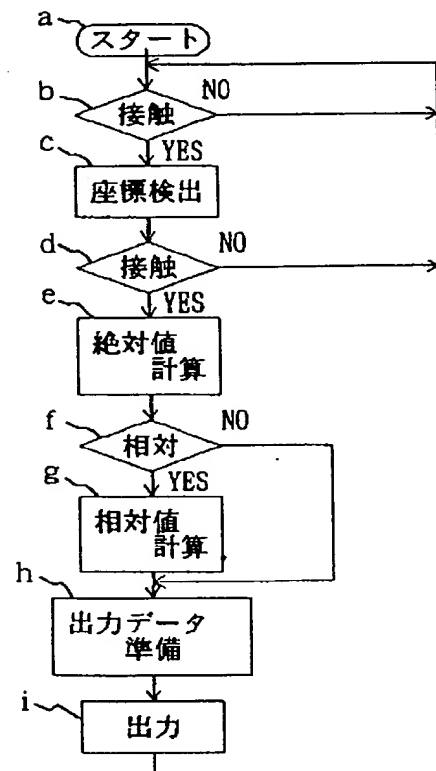 a
スタート
b
接触
NO
YES
c
座標検出
d
接触
NO
YES
e
絶対値
計算
f
相対
NO
YES
g
相対値
計算
h
出力データ
準備
i
出力